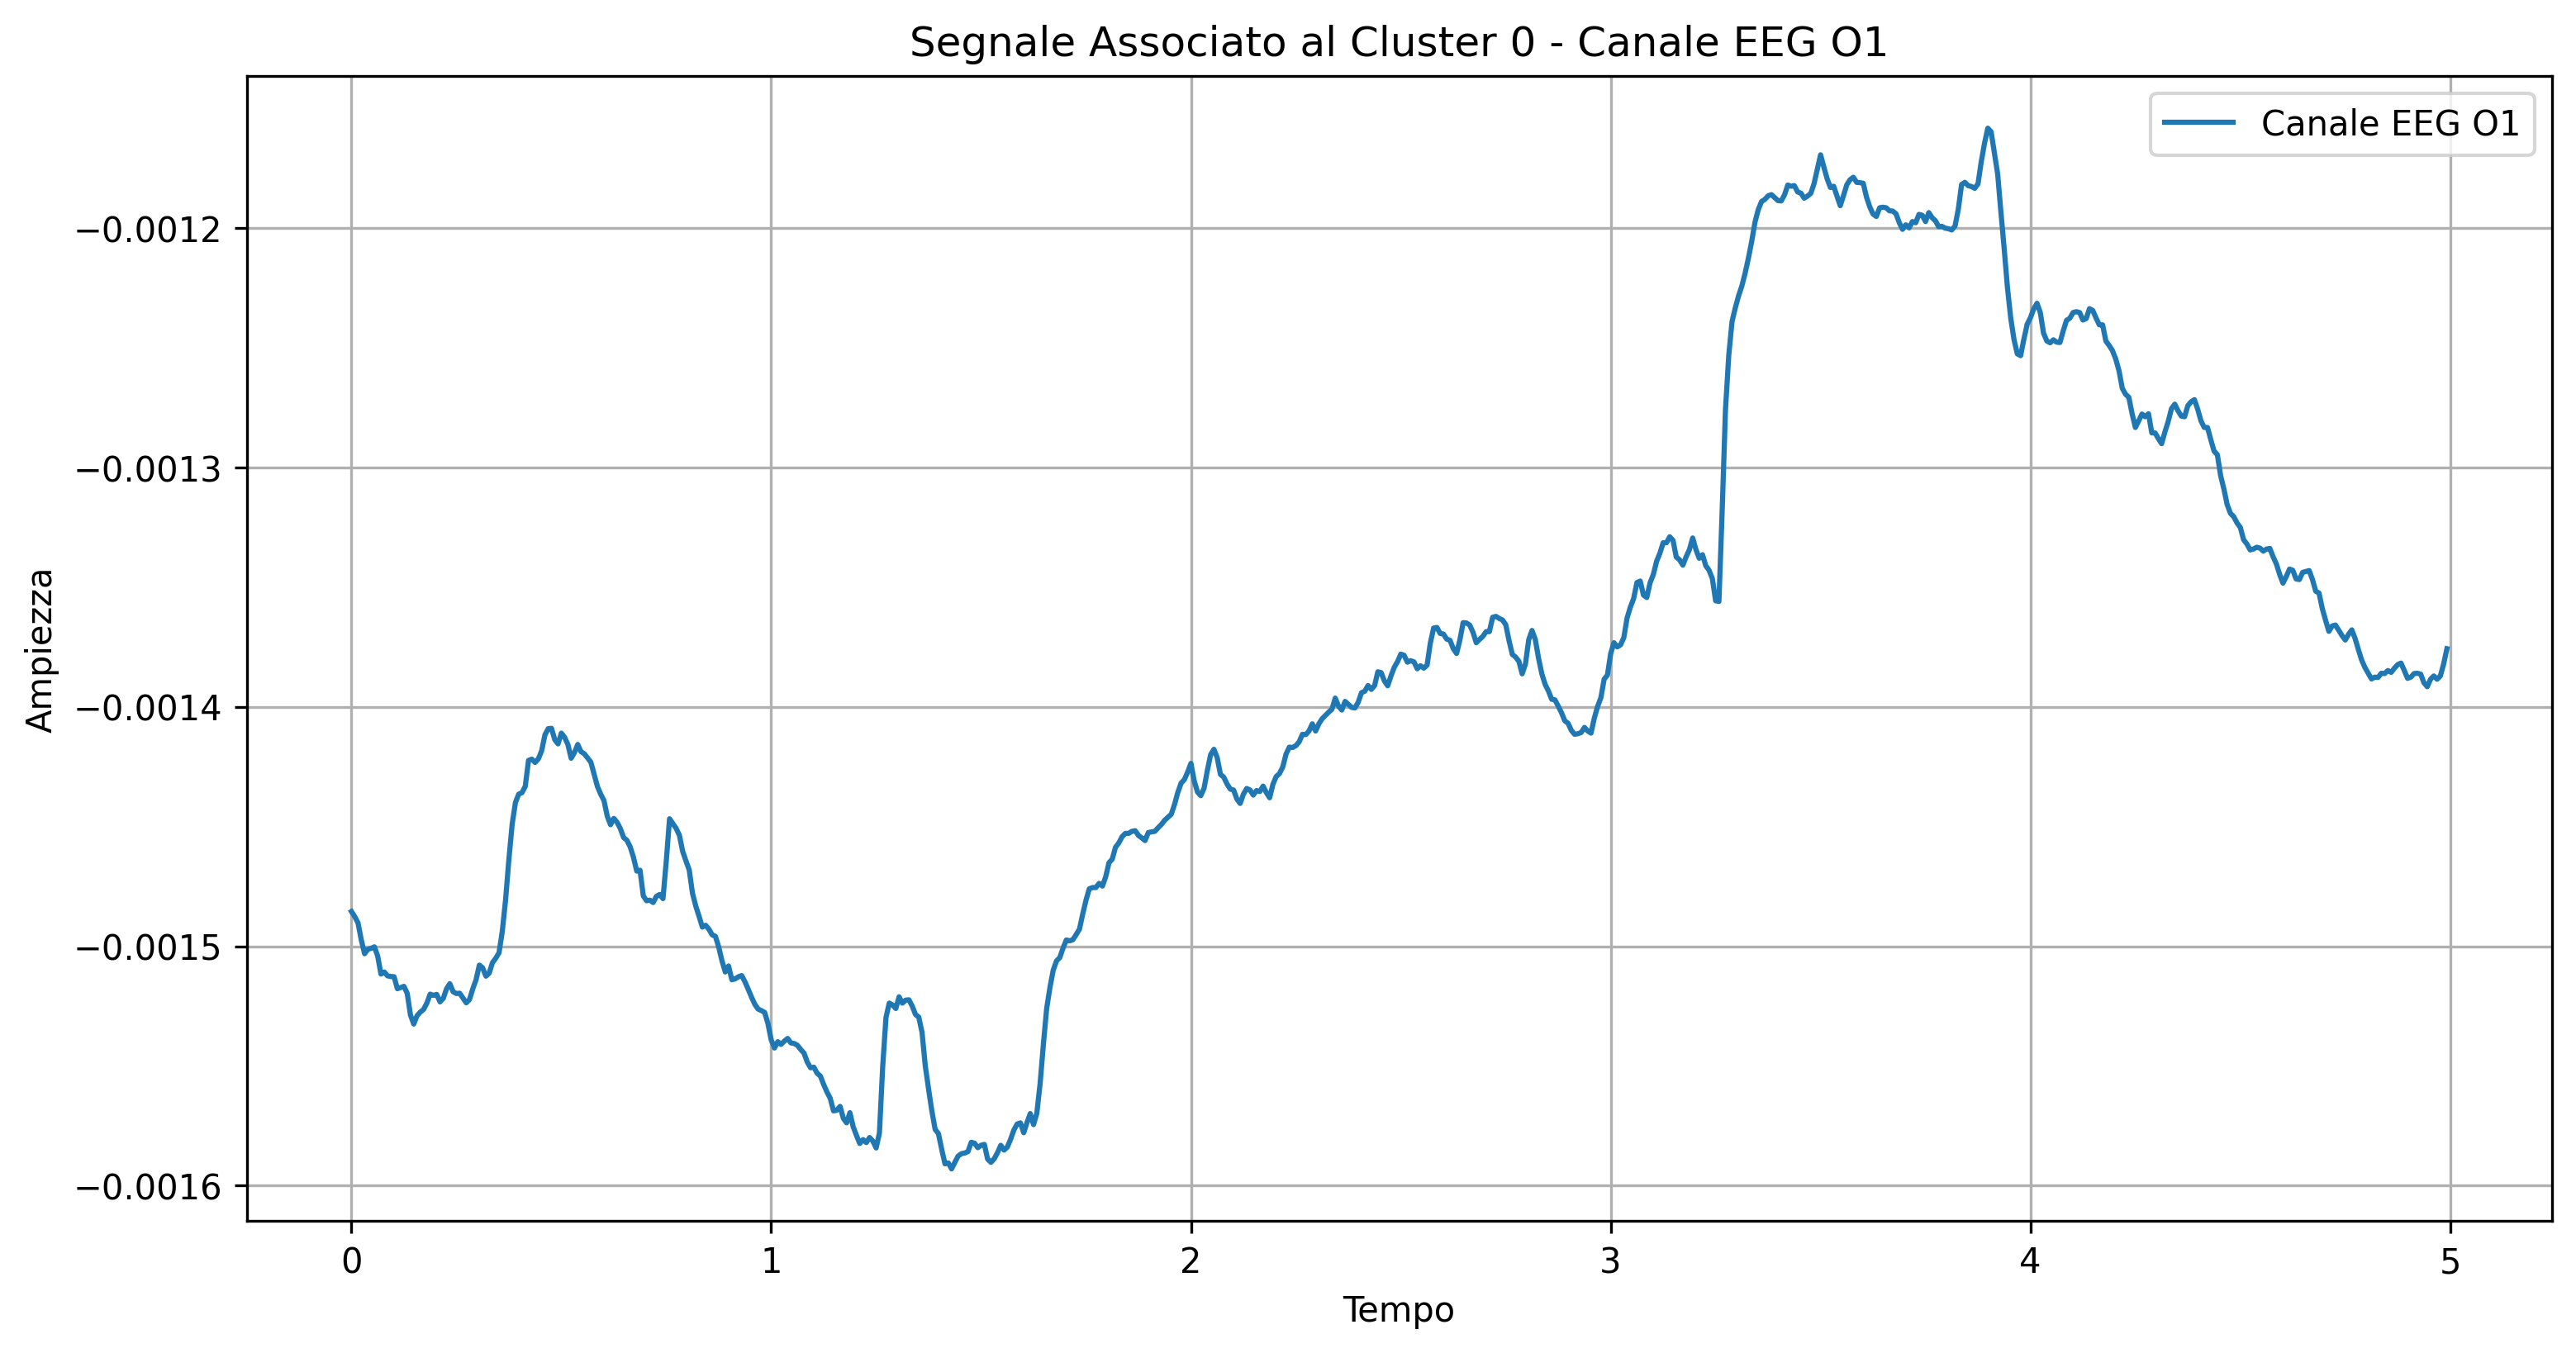 Segnale Associato al Cluster 0 - Canale EEG O1
Canale EEG O1
Ampiezza
−0.0012
−0.0013
−0.0014
−0.0015
−0.0016
0 1 2 3 4 5
Tempo